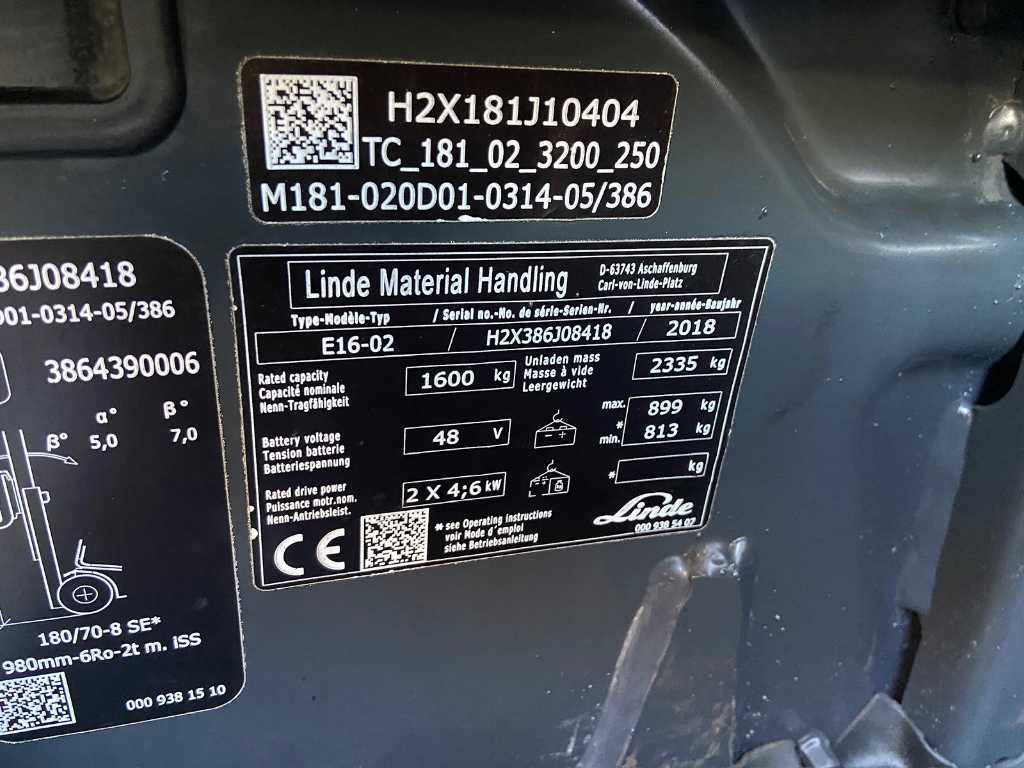 H2X181J10404
TC_181_02_3200_250
M181-020D01-0314-05/386
Linde Material Handling
D-63743 Aschaffenburg
Carl-von-Linde-Platz
Type-Modèle-Typ / Serial no.-No. de série-Serien-Nr. / year-année-Baujahr
E16-02 / H2X386J08418 / 2018
Rated capacity
Capacité nominale
Nenn-Tragfähigkeit
1600 kg
Unladen mass
Masse à vide
Leergewicht
2335 kg
Battery voltage
Tension batterie
Batteriespannung
48 V
max. 899 kg
*
min. 813 kg
Rated drive power
Puissance motr.nom.
Nenn-Antriebsleist.
2 X 4;6 kW
* kg
CE
* see Operating instructions
voir Mode d'emploi
siehe Betriebsanleitung
Linde
000 938 54 07
86J08418
D01-0314-05/386
3864390006
α° β°
β° 5,0 7,0
180/70-8 SE*
980mm-6Ro-2t m. iSS
000 938 15 10